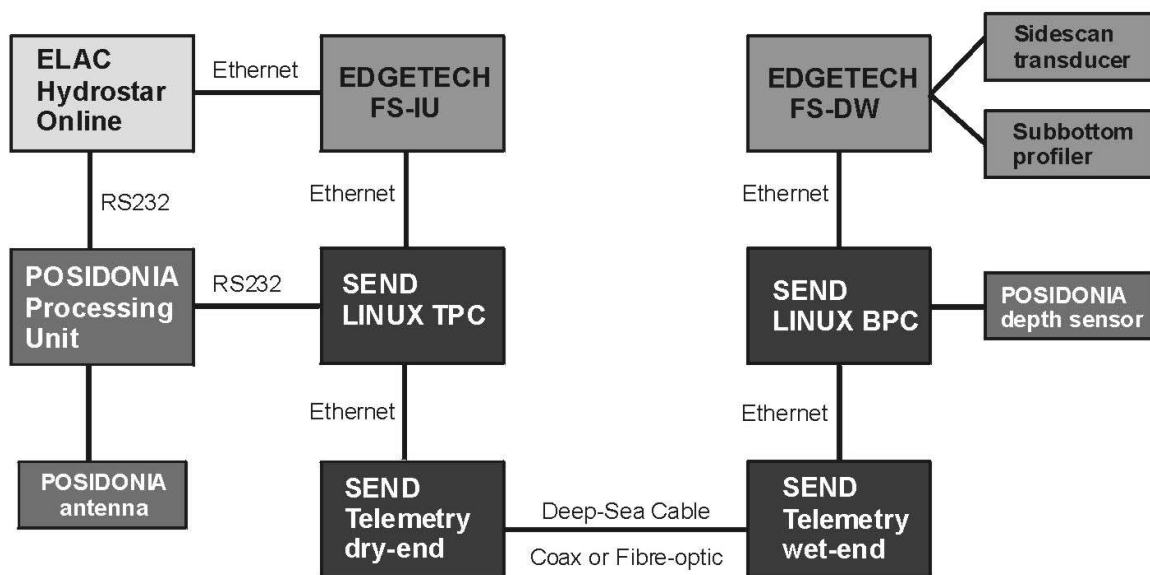 ELAC
Hydrostar
Online
Ethernet
EDGETECH
FS-IU
EDGETECH
FS-DW
Sidescan
transducer
Subbottom
profiler
RS232
Ethernet
Ethernet
POSIDONIA
Processing
Unit
RS232
SEND
LINUX TPC
SEND
LINUX BPC
POSIDONIA
depth sensor
Ethernet
Ethernet
POSIDONIA
antenna
SEND
Telemetry
dry-end
Deep-Sea Cable
Coax or Fibre-optic
SEND
Telemetry
wet-end